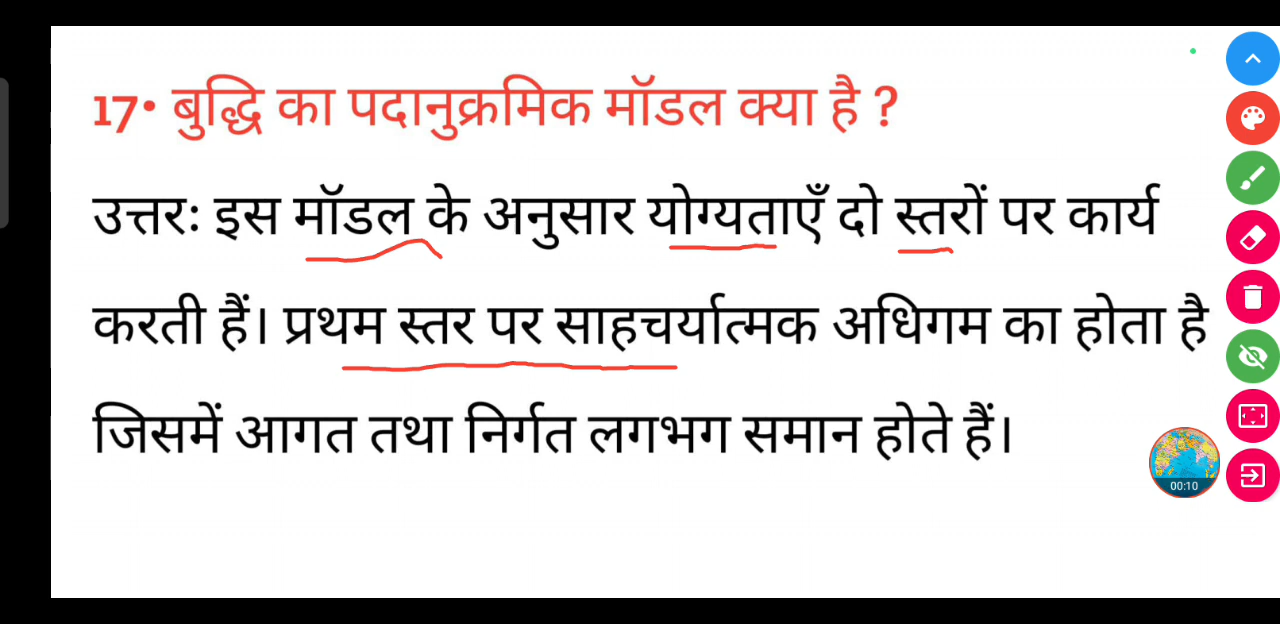 17• बुद्धि का पदानुक्रमिक मॉडल क्या है ?
उत्तरः इस मॉडल के अनुसार योग्यताएँ दो स्तरों पर कार्य
करती हैं। प्रथम स्तर पर साहचर्यात्मक अधिगम का होता है
जिसमें आगत तथा निर्गत लगभग समान होते हैं।
00:10